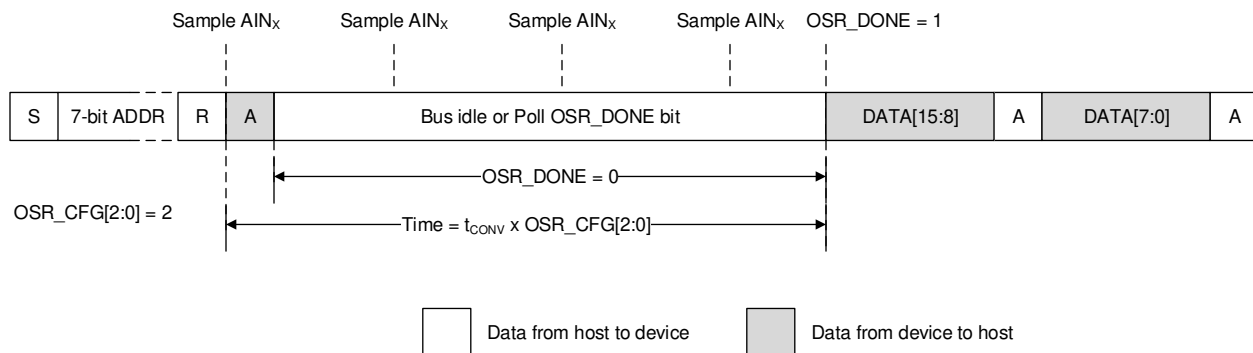 Sample AINX Sample AINX Sample AINX Sample AINX OSR_DONE = 1
S 7-bit ADDR R A Bus idle or Poll OSR_DONE bit DATA[15:8] A DATA[7:0] A
OSR_DONE = 0
OSR_CFG[2:0] = 2
Time = tCONV x OSR_CFG[2:0]
Data from host to device Data from device to host